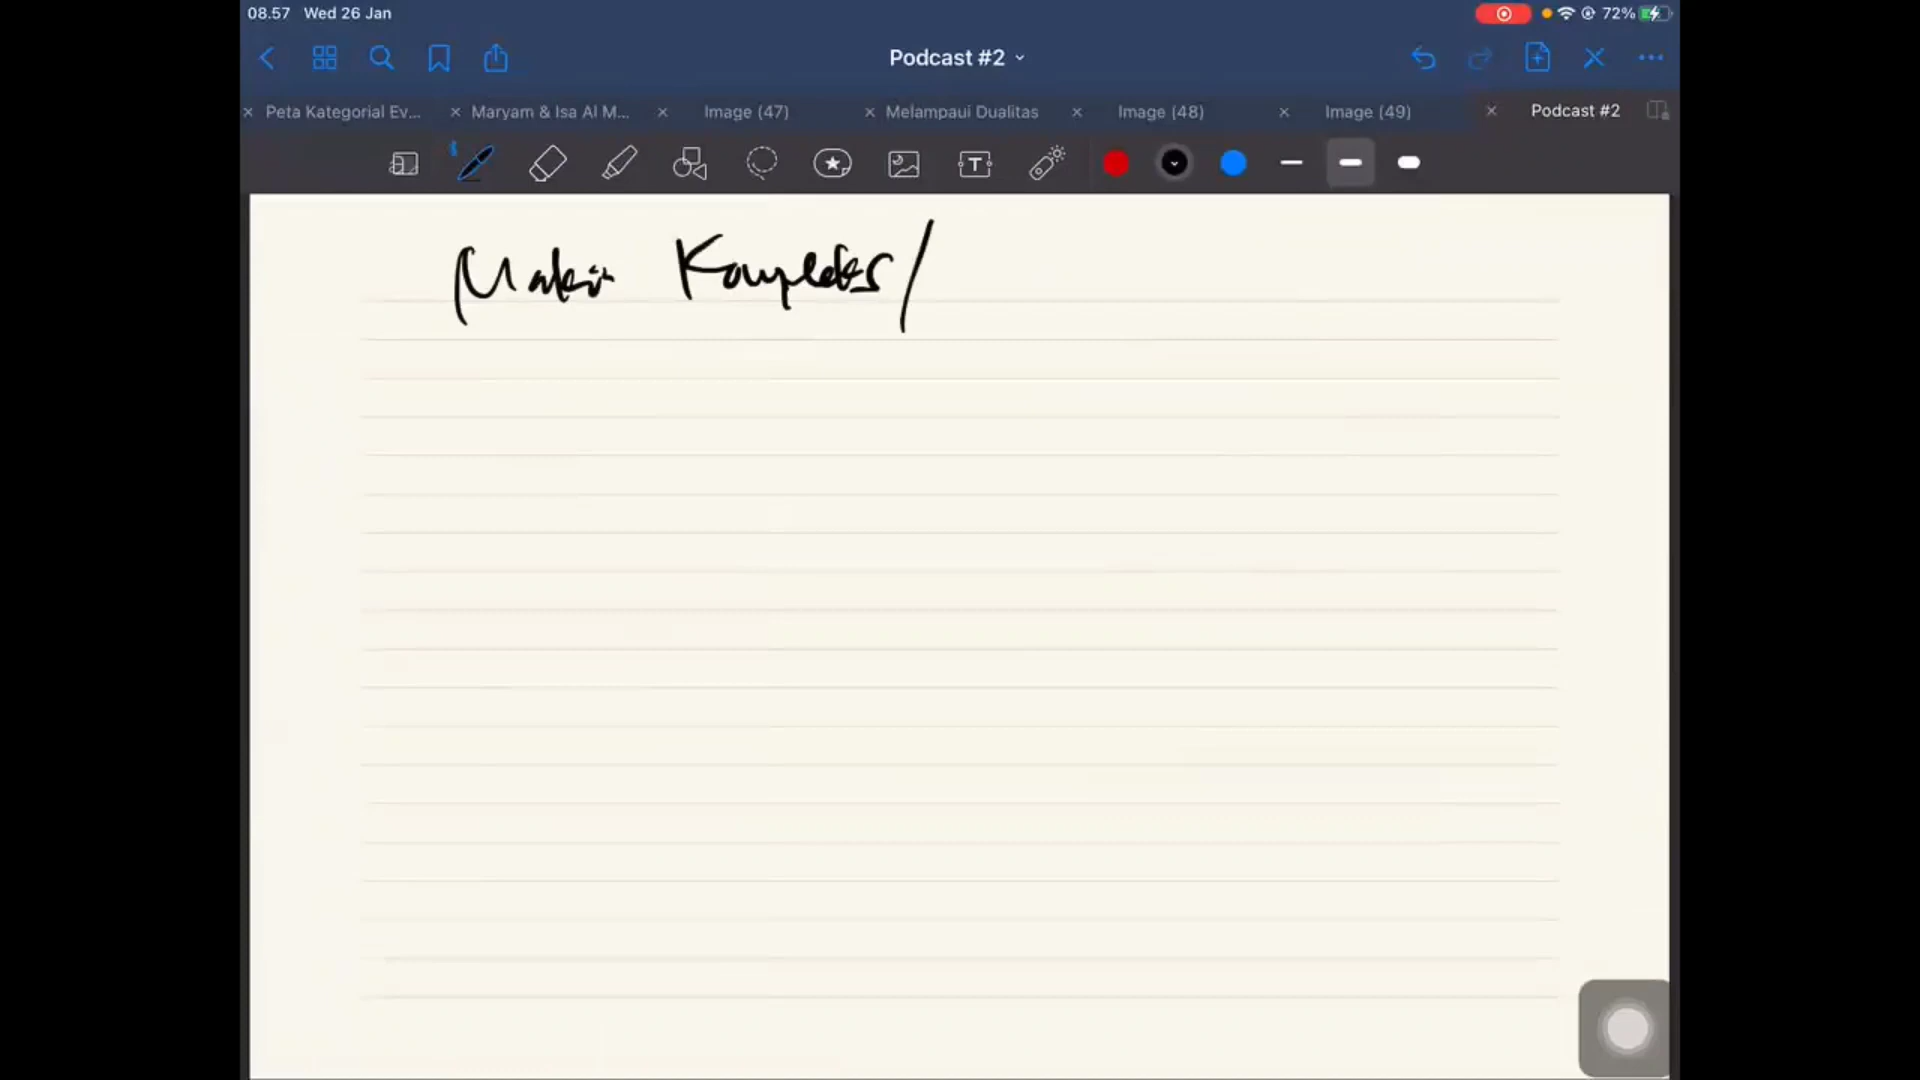 08.57 Wed 26 Jan
72%
Podcast #2
Peta Kategorial Ev...
Maryam & Isa Al M...
Image (47)
Melampaui Dualitas
Image (48)
Image (49)
Podcast #2
T
Makin Kompleks/